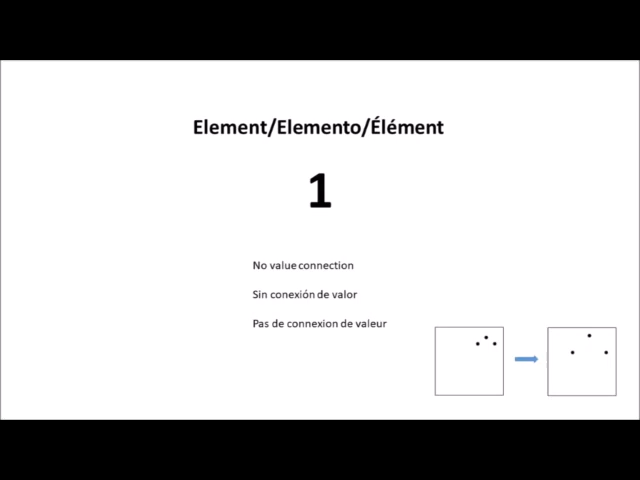 Element/Elemento/Élément
1
No value connection
Sin conexión de valor
Pas de connexion de valeur